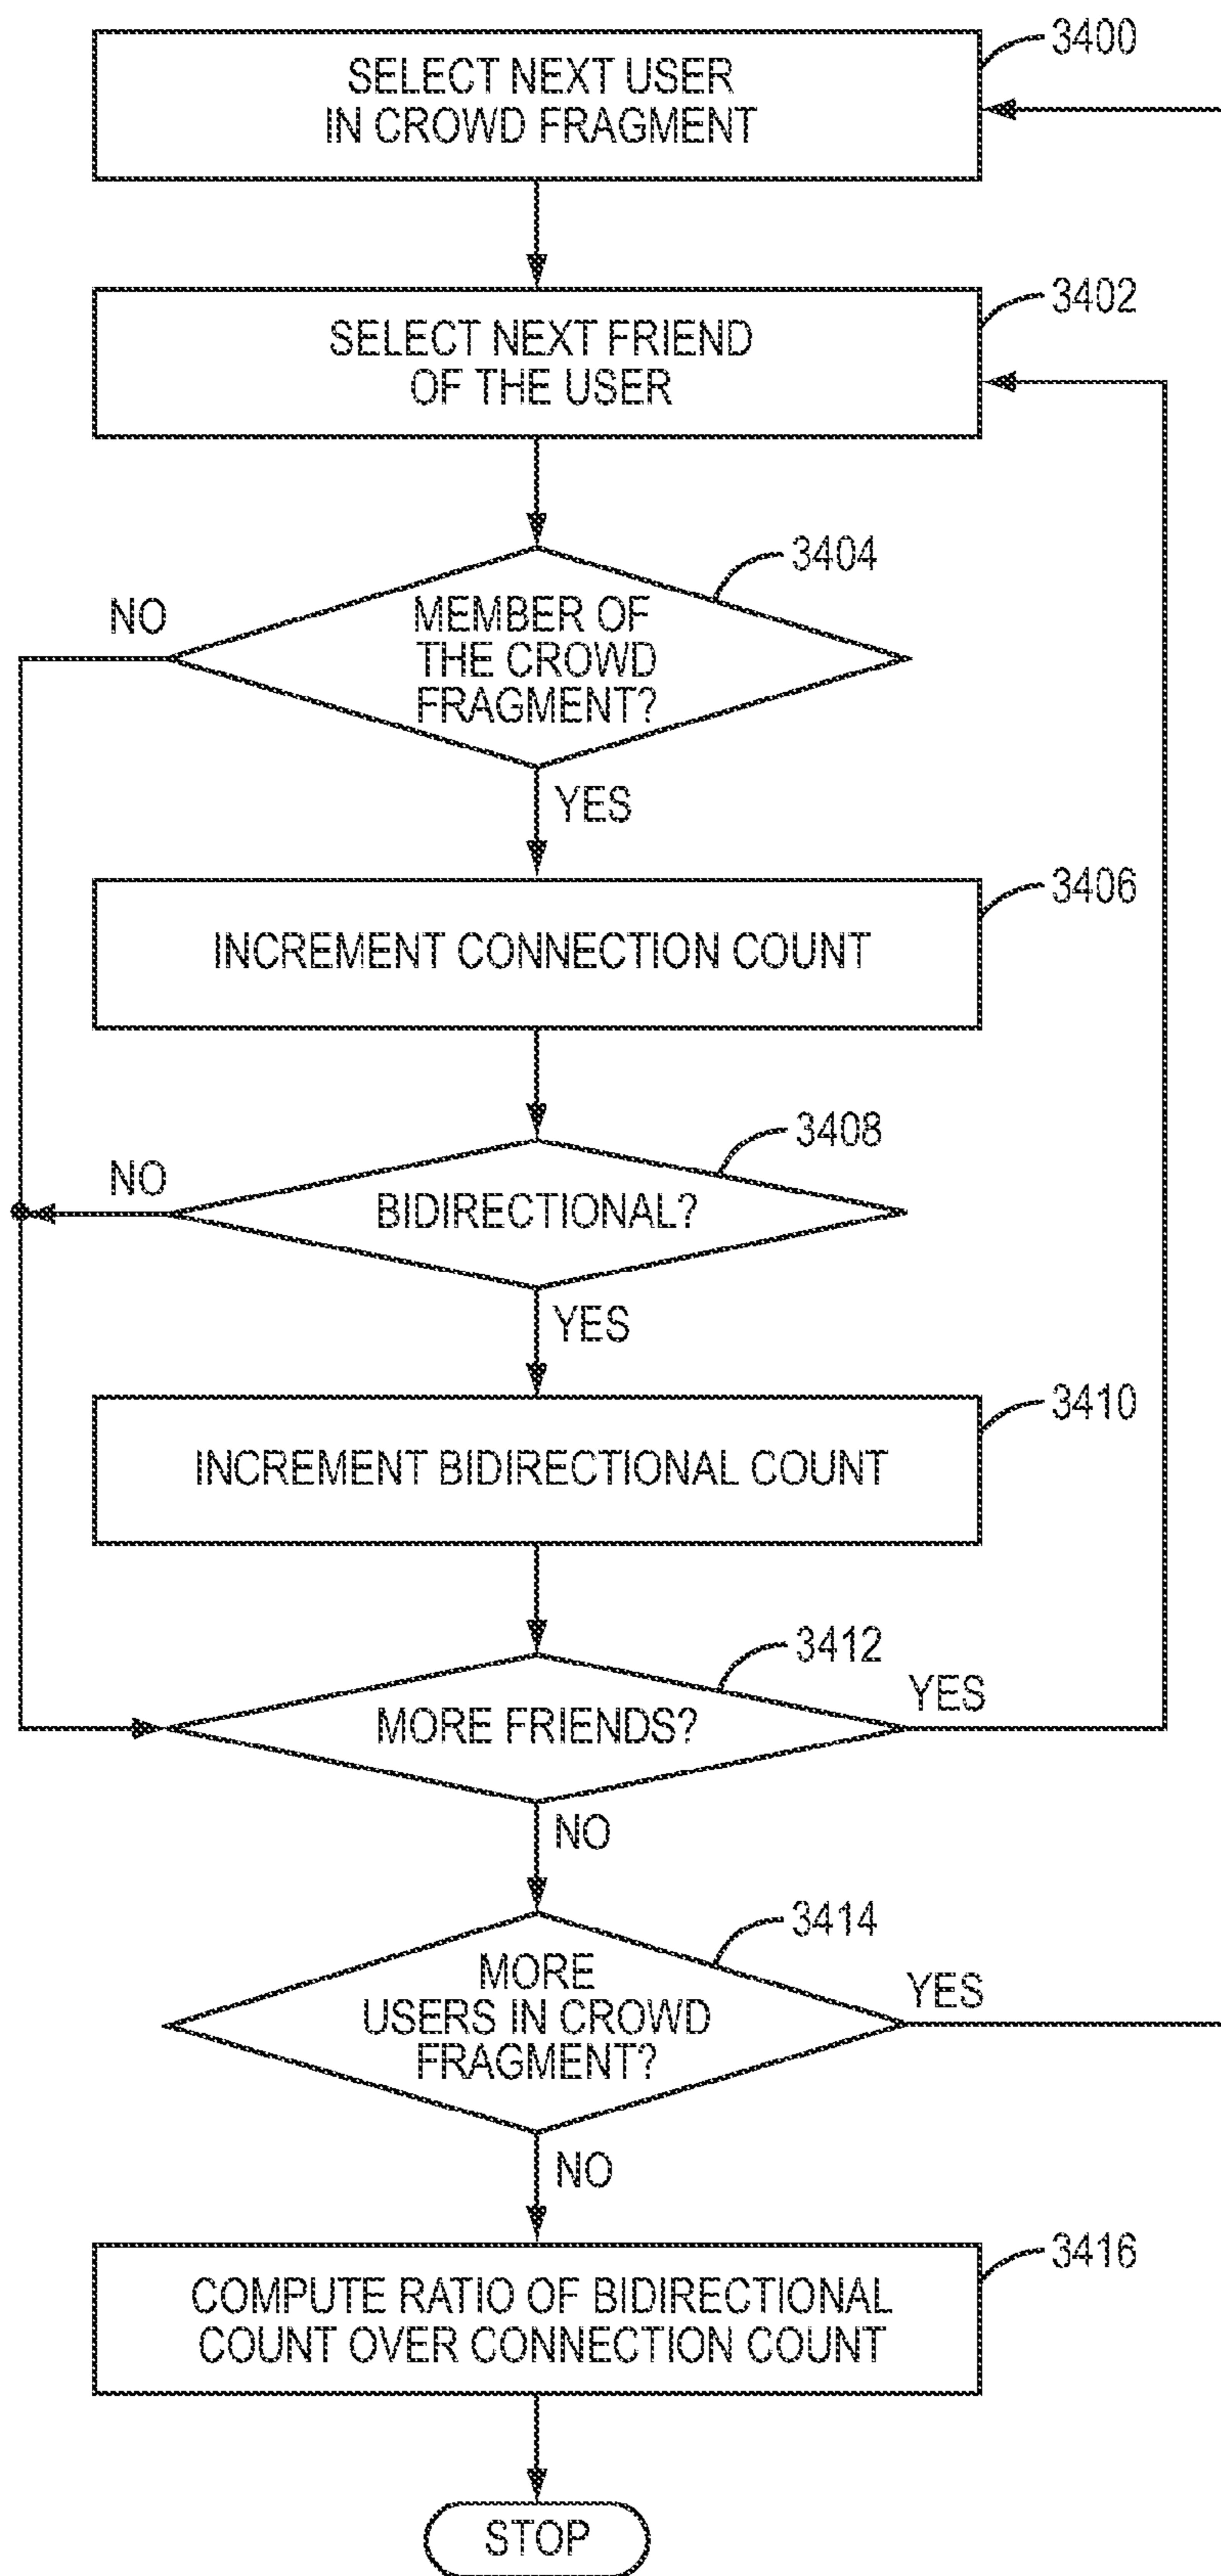 3400
SELECT NEXT USER
IN CROWD FRAGMENT
3402
SELECT NEXT FRIEND
OF THE USER
3404
NO
MEMBER OF
THE CROWD
FRAGMENT?
YES
3406
INCREMENT CONNECTION COUNT
3408
NO
BIDIRECTIONAL?
YES
3410
INCREMENT BIDIRECTIONAL COUNT
3412
YES
MORE FRIENDS?
NO
3414
MORE
USERS IN CROWD
FRAGMENT?
YES
NO
3416
COMPUTE RATIO OF BIDIRECTIONAL
COUNT OVER CONNECTION COUNT
STOP